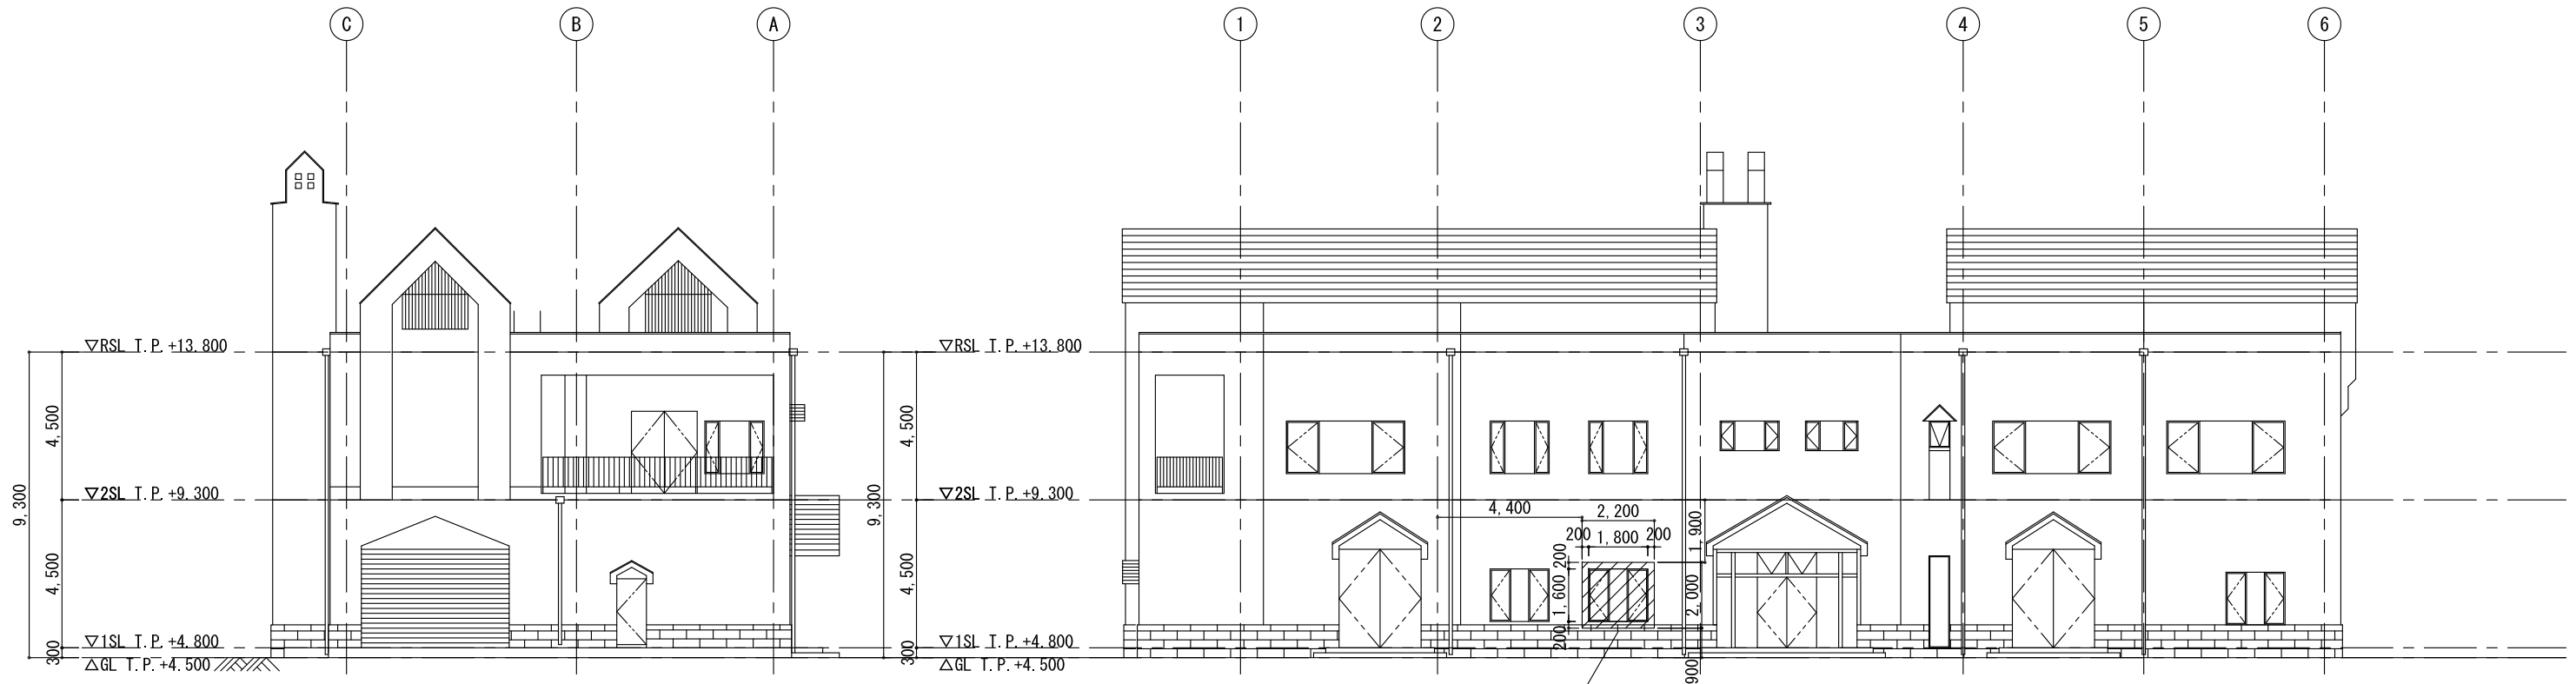 C B A 1 2 3 4 5 6
▽RSL T.P.+13.800
▽RSL T.P.+13.800
4,500
4,500
9,300
9,300
▽2SL T.P.+9.300
▽2SL T.P.+9.300
4,400
2,200
200 1,800 200
1,900
200
1,600
2,000
200
4,500
4,500
▽1SL T.P.+4.800
▽1SL T.P.+4.800
300
300
△GL T.P.+4.500
△GL T.P.+4.500
900